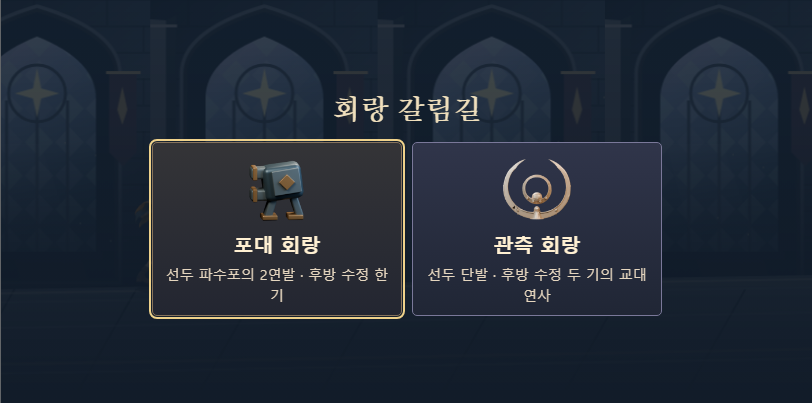 회랑 갈림길
포대 회랑
선두 파수포의 2연발 · 후방 수정 한
기
관측 회랑
선두 단발 · 후방 수정 두 기의 교대
연사